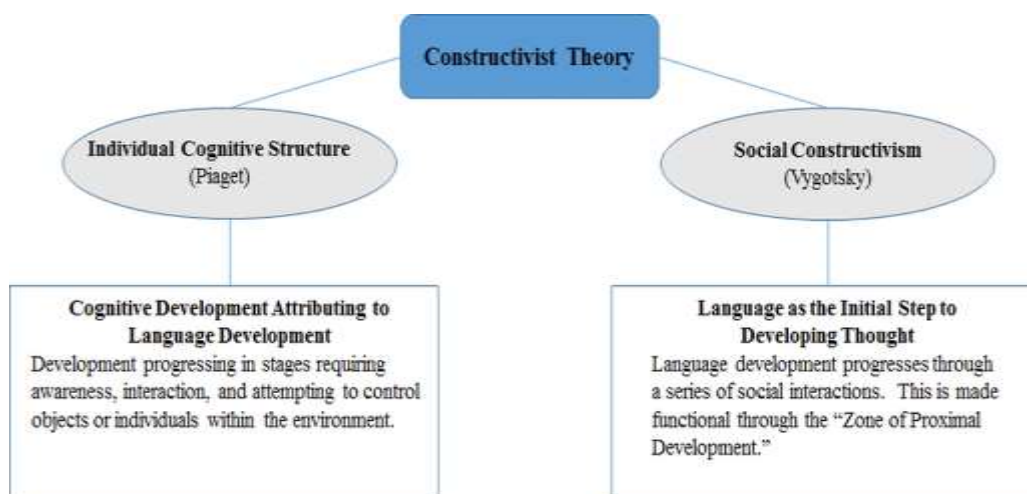 Constructivist Theory
Individual Cognitive Structure
(Piaget)
Social Constructivism
(Vygotsky)
Cognitive Development Attributing to
Language Development
Development progressing in stages requiring
awareness, interaction, and attempting to control
objects or individuals within the environment.
Language as the Initial Step to
Developing Thought
Language development progresses through
a series of social interactions. This is made
functional through the “Zone of Proximal
Development.”